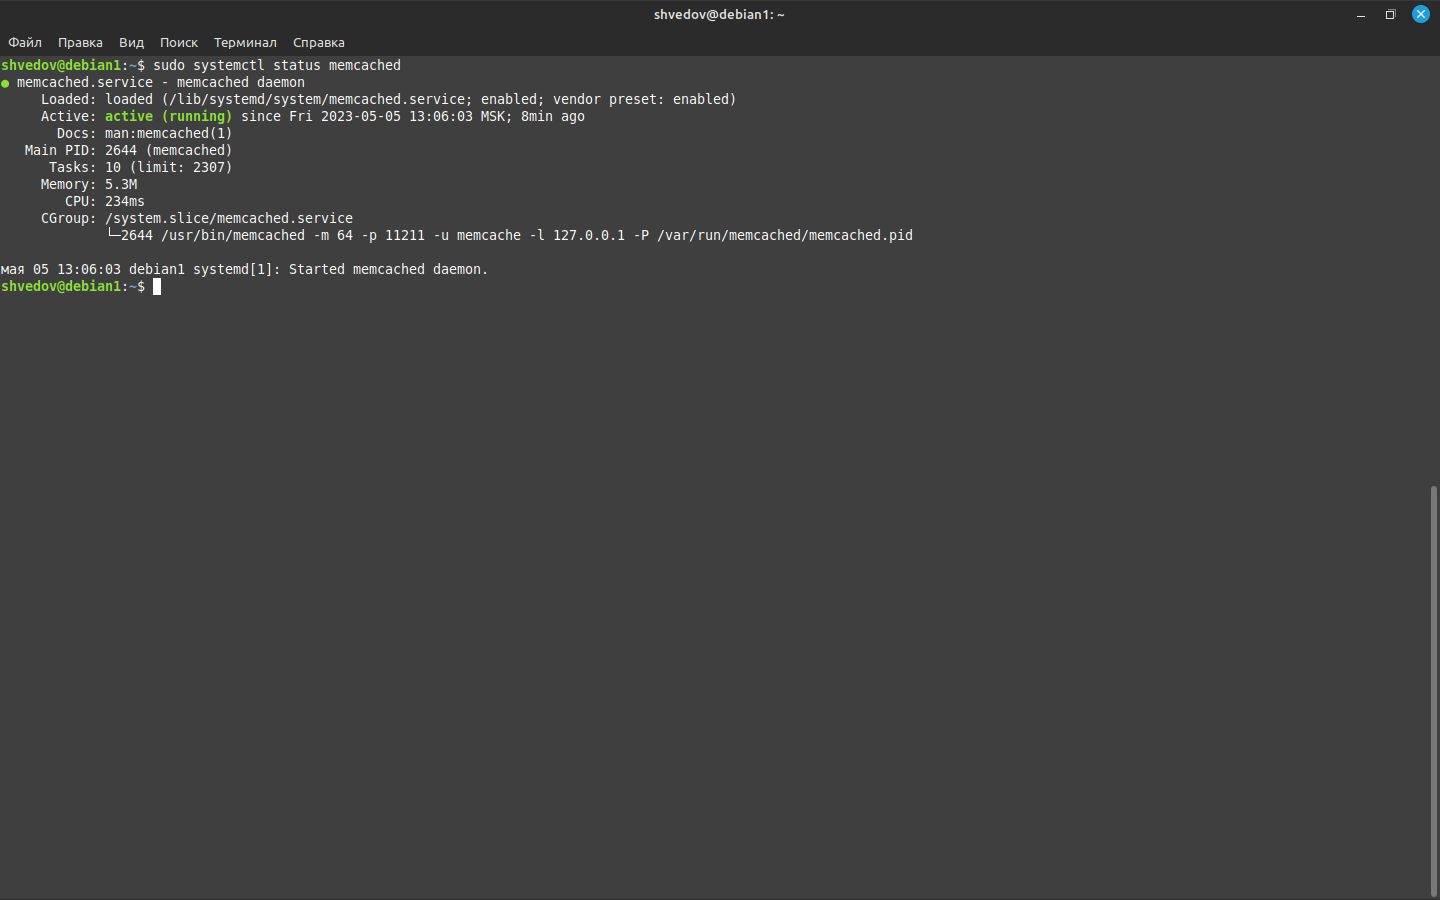 shvedov@debian1: ~
Файл Правка Вид Поиск Терминал Справка
shvedov@debian1:~$ sudo systemctl status memcached
● memcached.service - memcached daemon
     Loaded: loaded (/lib/systemd/system/memcached.service; enabled; vendor preset: enabled)
     Active: active (running) since Fri 2023-05-05 13:06:03 MSK; 8min ago
       Docs: man:memcached(1)
   Main PID: 2644 (memcached)
      Tasks: 10 (limit: 2307)
     Memory: 5.3M
        CPU: 234ms
     CGroup: /system.slice/memcached.service
             └─2644 /usr/bin/memcached -m 64 -p 11211 -u memcache -l 127.0.0.1 -P /var/run/memcached/memcached.pid
мая 05 13:06:03 debian1 systemd[1]: Started memcached daemon.
shvedov@debian1:~$